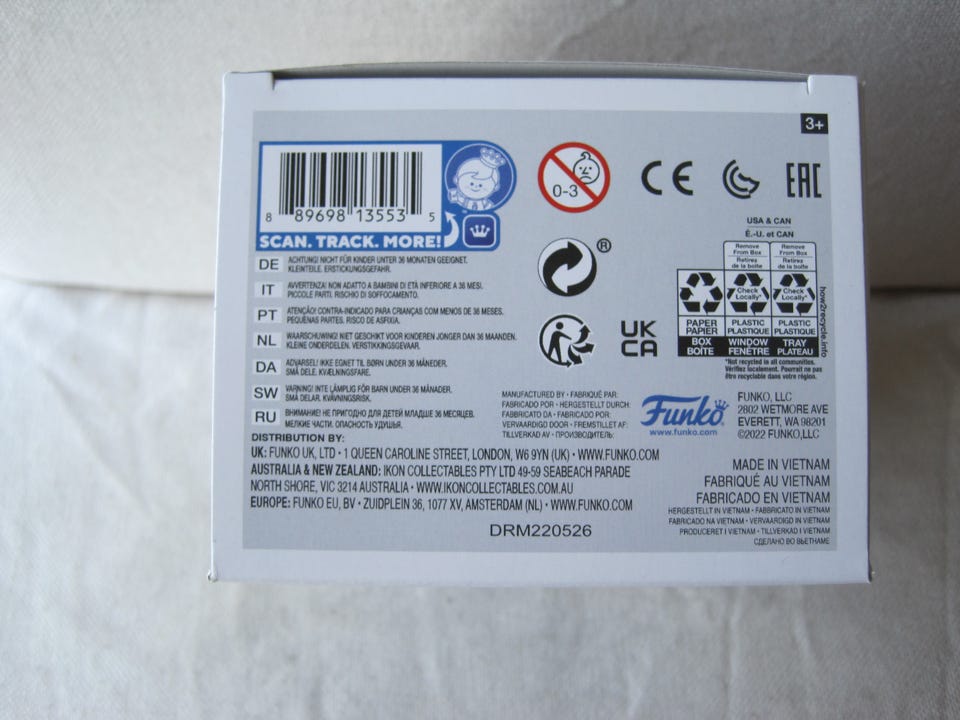 3+
8 89698 13553 5
SCAN. TRACK. MORE!
0-3
CE
EAC
®
UK
CA
USA & CAN
É.-U. et CAN
Remove From Box
Retirez de la boîte
Remove From Box
Retirez de la boîte
Check Locally*
Check Locally*
PAPER
PAPIER
BOX
BOÎTE
PLASTIC
PLASTIQUE
WINDOW
FENÊTRE
PLASTIC
PLASTIQUE
TRAY
PLATEAU
how2recycle.info
*Not recycled in all communities.
Vérifiez localement. Pourrait ne pas
être recyclable dans votre région.
DE ACHTUNG! NICHT FÜR KINDER UNTER 36 MONATEN GEEIGNET.
KLEINTEILE. ERSTICKUNGSGEFAHR.
IT AVVERTENZA! NON ADATTO A BAMBINI DI ETÀ INFERIORE A 36 MESI.
PICCOLE PARTI. RISCHIO DI SOFFOCAMENTO.
PT ATENÇÃO! CONTRA-INDICADO PARA CRIANÇAS COM MENOS DE 36 MESES.
PEQUENAS PARTES. RISCO DE ASFIXIA.
NL WAARSCHUWING! NIET GESCHIKT VOOR KINDEREN JONGER DAN 36 MAANDEN.
KLEINE ONDERDELEN. VERSTIKKINGSGEVAAR.
DA ADVARSEL! IKKE EGNET TIL BØRN UNDER 36 MÅNEDER.
SMÅ DELE. KVÆLNINGSFARE.
SW VARNING! INTE LÄMPLIG FÖR BARN UNDER 36 MÅNADER.
SMÅ DELAR. KVÄVNINGSRISK.
RU ВНИМАНИЕ! НЕ ПРИГОДНО ДЛЯ ДЕТЕЙ МЛАДШЕ 36 МЕСЯЦЕВ.
МЕЛКИЕ ЧАСТИ. ОПАСНОСТЬ УДУШЬЯ.
MANUFACTURED BY • FABRIQUÉ PAR:
FABRICADO POR • HERGESTELLT DURCH:
FABBRICATO DA • FABRICADO POR:
VERVAARDIGD DOOR • FREMSTILLET AF:
TILLVERKAD AV • ПРОИЗВОДИТЕЛЬ:
Funko®
www.funko.com
FUNKO, LLC
2802 WETMORE AVE
EVERETT, WA 98201
©2022 FUNKO,LLC
DISTRIBUTION BY:
UK: FUNKO UK, LTD • 1 QUEEN CAROLINE STREET, LONDON, W6 9YN (UK) • WWW.FUNKO.COM
AUSTRALIA & NEW ZEALAND: IKON COLLECTABLES PTY LTD 49-59 SEABEACH PARADE
NORTH SHORE, VIC 3214 AUSTRALIA • WWW.IKONCOLLECTABLES.COM.AU
EUROPE: FUNKO EU, BV • ZUIDPLEIN 36, 1077 XV, AMSTERDAM (NL) • WWW.FUNKO.COM
DRM220526
MADE IN VIETNAM
FABRIQUÉ AU VIETNAM
FABRICADO EN VIETNAM
HERGESTELLT IN VIETNAM • FABBRICATO IN VIETNAM
FABRICADO NA VIETNAM • VERVAARDIGD IN VIETNAM
PRODUCERET I VIETNAM • TILLVERKAD I VIETNAM
СДЕЛАНО ВО ВЬЕТНАМЕ